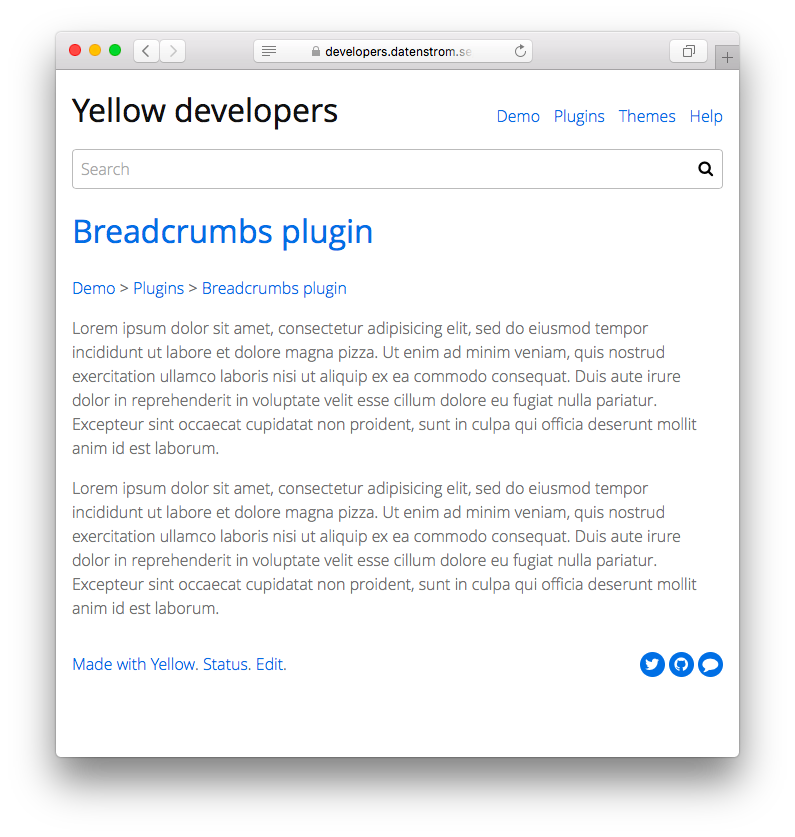 developers.datenstrom.se
Yellow developers
Demo Plugins Themes Help
Search
Breadcrumbs plugin
Demo > Plugins > Breadcrumbs plugin
Lorem ipsum dolor sit amet, consectetur adipisicing elit, sed do eiusmod tempor
incididunt ut labore et dolore magna pizza. Ut enim ad minim veniam, quis nostrud
exercitation ullamco laboris nisi ut aliquip ex ea commodo consequat. Duis aute irure
dolor in reprehenderit in voluptate velit esse cillum dolore eu fugiat nulla pariatur.
Excepteur sint occaecat cupidatat non proident, sunt in culpa qui officia deserunt mollit
anim id est laborum.
Lorem ipsum dolor sit amet, consectetur adipisicing elit, sed do eiusmod tempor
incididunt ut labore et dolore magna pizza. Ut enim ad minim veniam, quis nostrud
exercitation ullamco laboris nisi ut aliquip ex ea commodo consequat. Duis aute irure
dolor in reprehenderit in voluptate velit esse cillum dolore eu fugiat nulla pariatur.
Excepteur sint occaecat cupidatat non proident, sunt in culpa qui officia deserunt mollit
anim id est laborum.
Made with Yellow. Status. Edit.